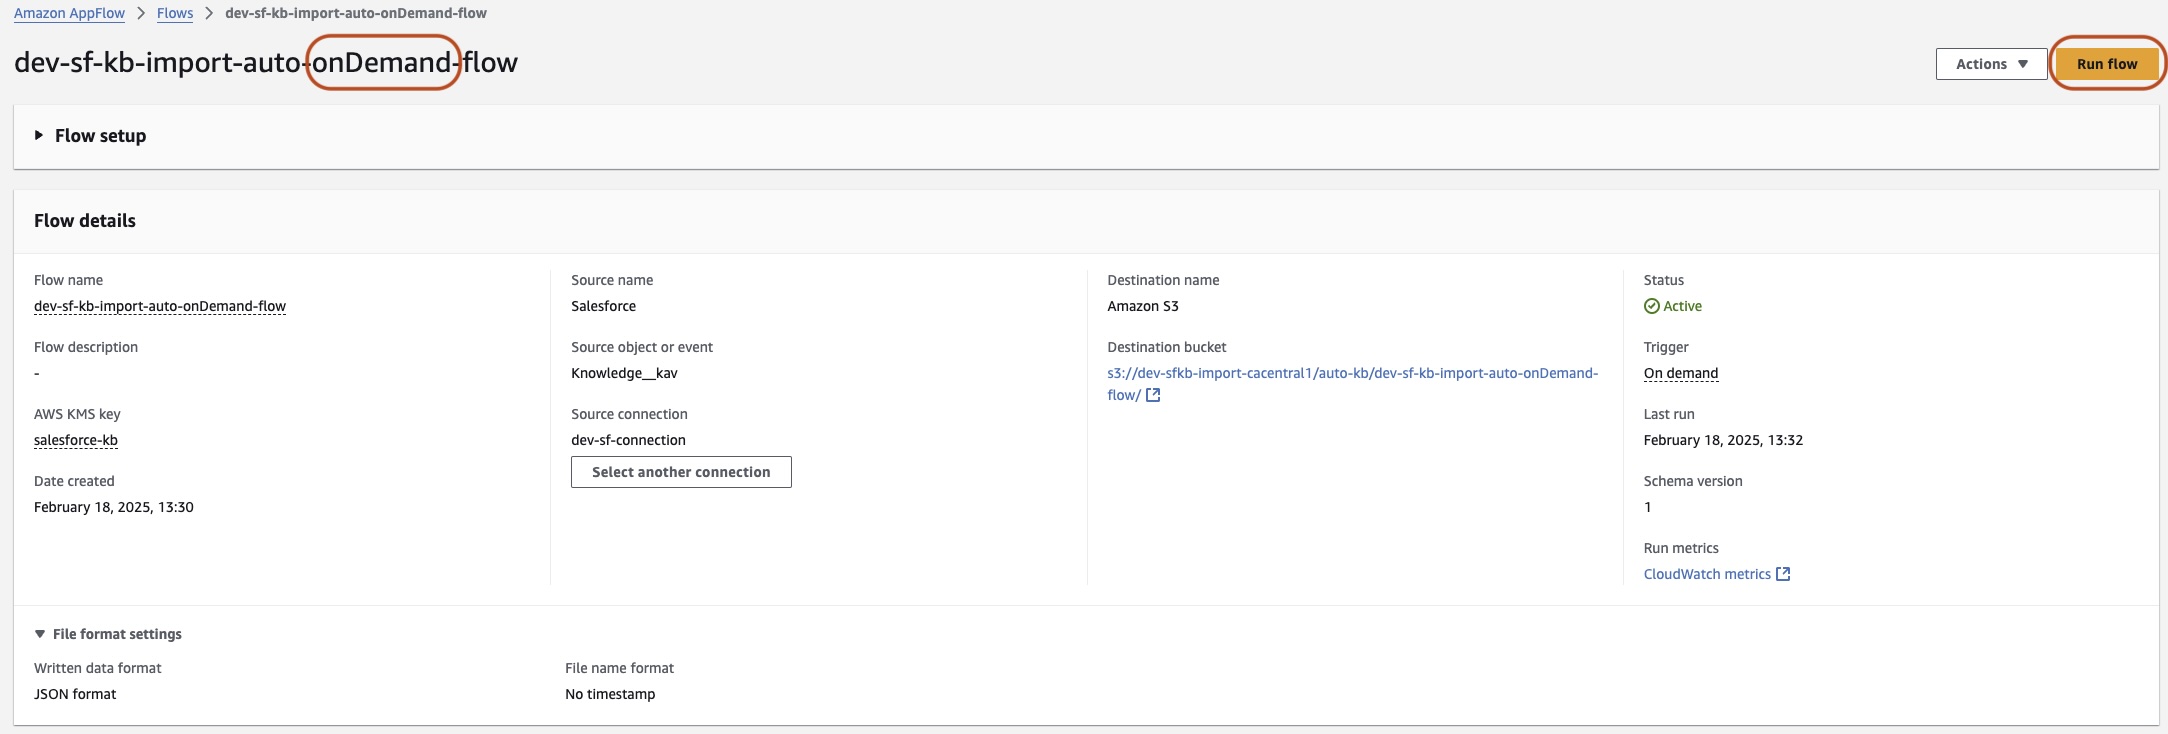 Amazon AppFlow > Flows > dev-sf-kb-import-auto-onDemand-flow
dev-sf-kb-import-auto-onDemand-flow
Actions
Run flow
Flow setup
Flow details
Flow name
dev-sf-kb-import-auto-onDemand-flow
Flow description
-
AWS KMS key
salesforce-kb
Date created
February 18, 2025, 13:30
Source name
Salesforce
Source object or event
Knowledge__kav
Source connection
dev-sf-connection
Select another connection
Destination name
Amazon S3
Destination bucket
s3://dev-sfkb-import-cacentral1/auto-kb/dev-sf-kb-import-auto-onDemand-
flow/
Status
Active
Trigger
On demand
Last run
February 18, 2025, 13:32
Schema version
1
Run metrics
CloudWatch metrics
File format settings
Written data format
JSON format
File name format
No timestamp